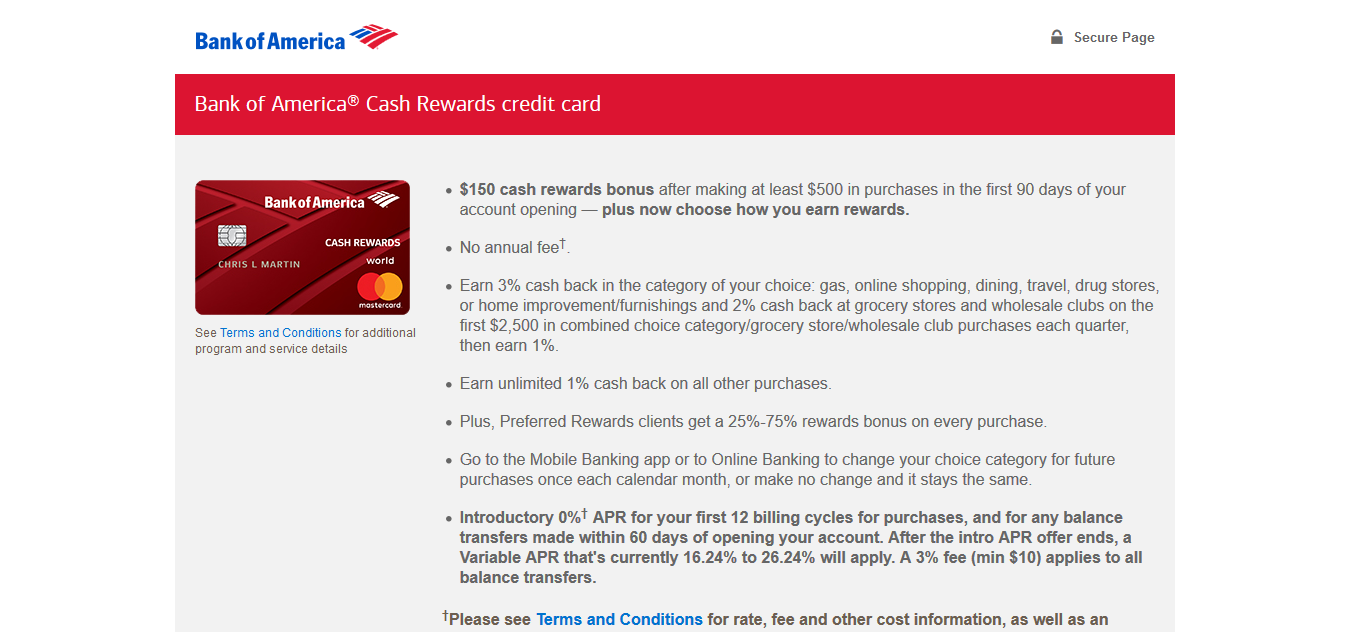 Bank of America
Secure Page
Bank of America® Cash Rewards credit card
Bank of America
CASH REWARDS
CHRIS L MARTIN
world
mastercard
See Terms and Conditions for additional
program and service details
• $150 cash rewards bonus after making at least $500 in purchases in the first 90 days of your
account opening — plus now choose how you earn rewards.
• No annual fee†.
• Earn 3% cash back in the category of your choice: gas, online shopping, dining, travel, drug stores,
or home improvement/furnishings and 2% cash back at grocery stores and wholesale clubs on the
first $2,500 in combined choice category/grocery store/wholesale club purchases each quarter,
then earn 1%.
• Earn unlimited 1% cash back on all other purchases.
• Plus, Preferred Rewards clients get a 25%-75% rewards bonus on every purchase.
• Go to the Mobile Banking app or to Online Banking to change your choice category for future
purchases once each calendar month, or make no change and it stays the same.
• Introductory 0%† APR for your first 12 billing cycles for purchases, and for any balance
transfers made within 60 days of opening your account. After the intro APR offer ends, a
Variable APR that's currently 16.24% to 26.24% will apply. A 3% fee (min $10) applies to all
balance transfers.
†Please see Terms and Conditions for rate, fee and other cost information, as well as an